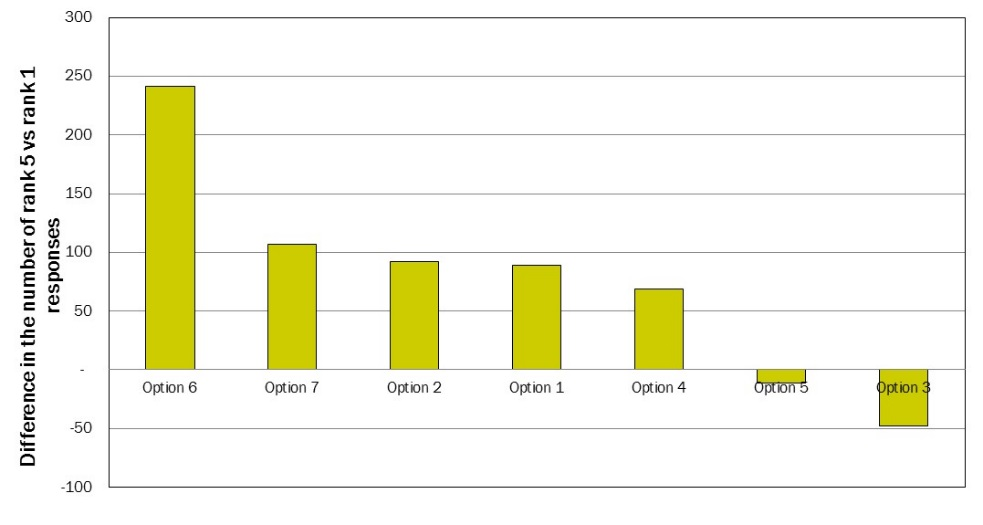 Difference in the number of rank 5 vs rank 1
responses
300
250
200
150
100
50
-
-50
-100
Option 6
Option 7
Option 2
Option 1
Option 4
Option 5
Option 3